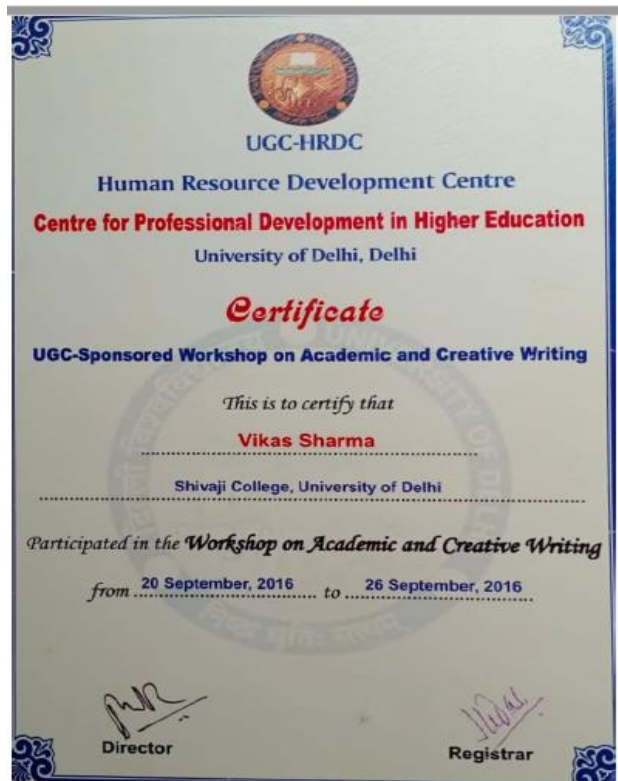 UGC-HRDC
Human Resource Development Centre
Centre for Professional Development in Higher Education
University of Delhi, Delhi
Certificate
UGC-Sponsored Workshop on Academic and Creative Writing
This is to certify that
Vikas Sharma
Shivaji College, University of Delhi
Participated in the Workshop on Academic and Creative Writing
from 20 September, 2016 to 26 September, 2016
Director
Registrar
UNIVERSITY OF DELHI